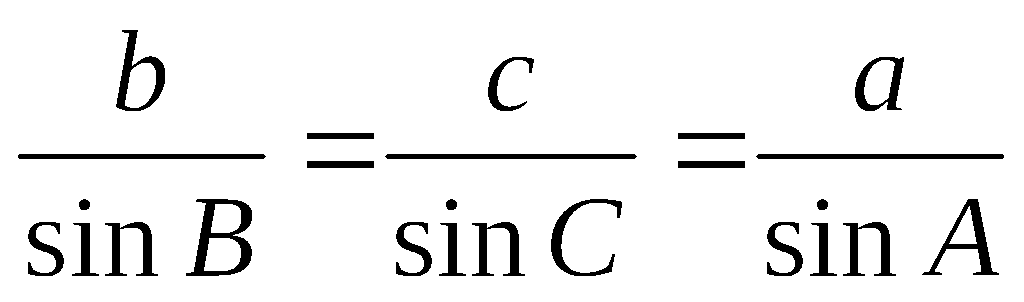 b/sin B = c/sin C = a/sin A